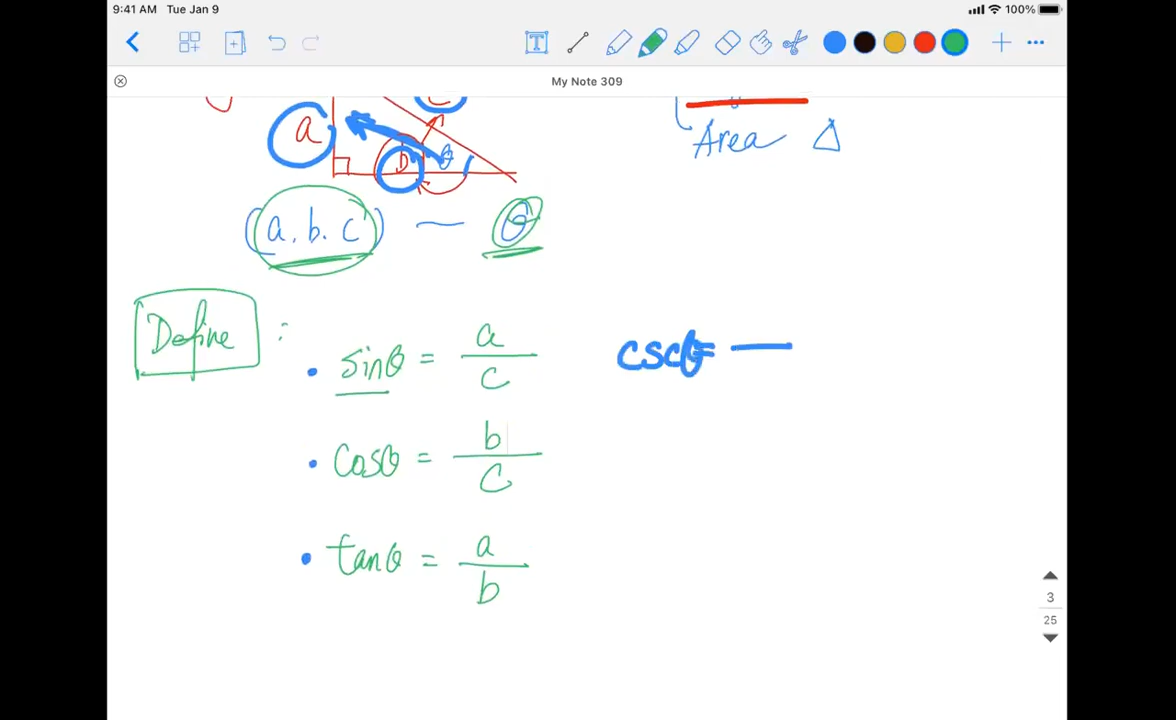 9:41 AM Tue Jan 9
100%
T
My Note 309
a
b
θ
Area Δ
(a, b. c) — θ
Define :
• sinθ = a/c
cscθ = —
• cosθ = b/c
• tanθ = a/b
3
25